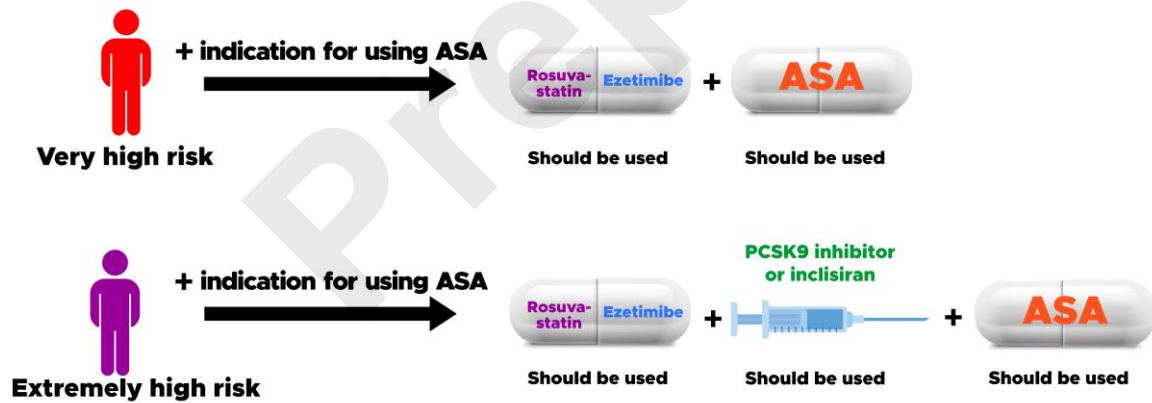 + indication for using ASA
Rosuva-
statin
Ezetimibe
+
ASA
Very high risk
Should be used
Should be used
PCSK9 inhibitor
or inclisiran
+ indication for using ASA
Rosuva-
statin
Ezetimibe
+
+
ASA
Extremely high risk
Should be used
Should be used
Should be used